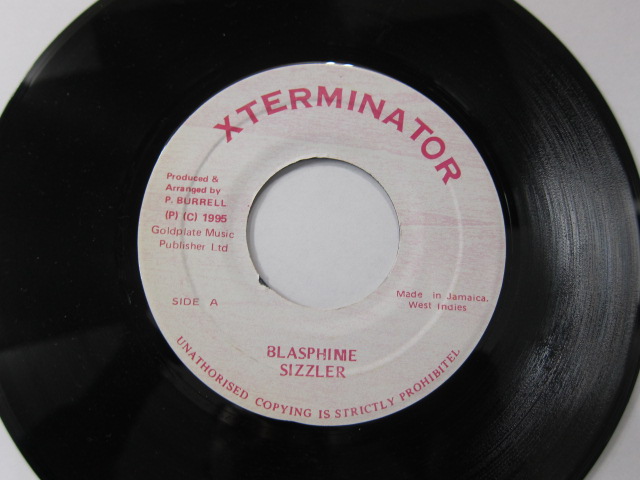 XTERMINATOR
Produced &
Arranged by
P. BURRELL
(P) (C) 1995
Goldplate Music
Publisher Ltd
SIDE A
Made in Jamaica.
West Indies
BLASPHIME
SIZZLER
UNATHORISED COPYING IS STRICTLY PROHIBITEL